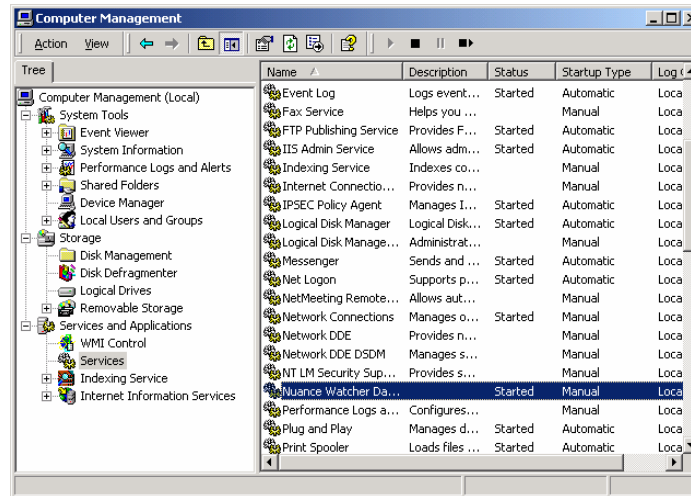 Computer Management
Action View
Tree
Computer Management (Local)
System Tools
Event Viewer
System Information
Performance Logs and Alerts
Shared Folders
Device Manager
Local Users and Groups
Storage
Disk Management
Disk Defragmenter
Logical Drives
Removable Storage
Services and Applications
WMI Control
Services
Indexing Service
Internet Information Services
Name Description Status Startup Type Log
Event Log Logs event... Started Automatic Loca
Fax Service Helps you ... Manual Loca
FTP Publishing Service Provides F... Started Automatic Loca
IIS Admin Service Allows adm... Started Automatic Loca
Indexing Service Indexes co... Manual Loca
Internet Connectio... Provides n... Manual Loca
IPSEC Policy Agent Manages I... Started Automatic Loca
Logical Disk Manager Logical Disk... Started Automatic Loca
Logical Disk Manage... Administrat... Manual Loca
Messenger Sends and ... Started Automatic Loca
Net Logon Supports p... Started Automatic Loca
NetMeeting Remote... Allows aut... Manual Loca
Network Connections Manages o... Started Manual Loca
Network DDE Provides n... Manual Loca
Network DDE DSDM Manages s... Manual Loca
NT LM Security Sup... Provides s... Manual Loca
Nuance Watcher Da... Started Manual Loca
Performance Logs a... Configures... Manual Loca
Plug and Play Manages d... Started Automatic Loca
Print Spooler Loads files ... Started Automatic Loca